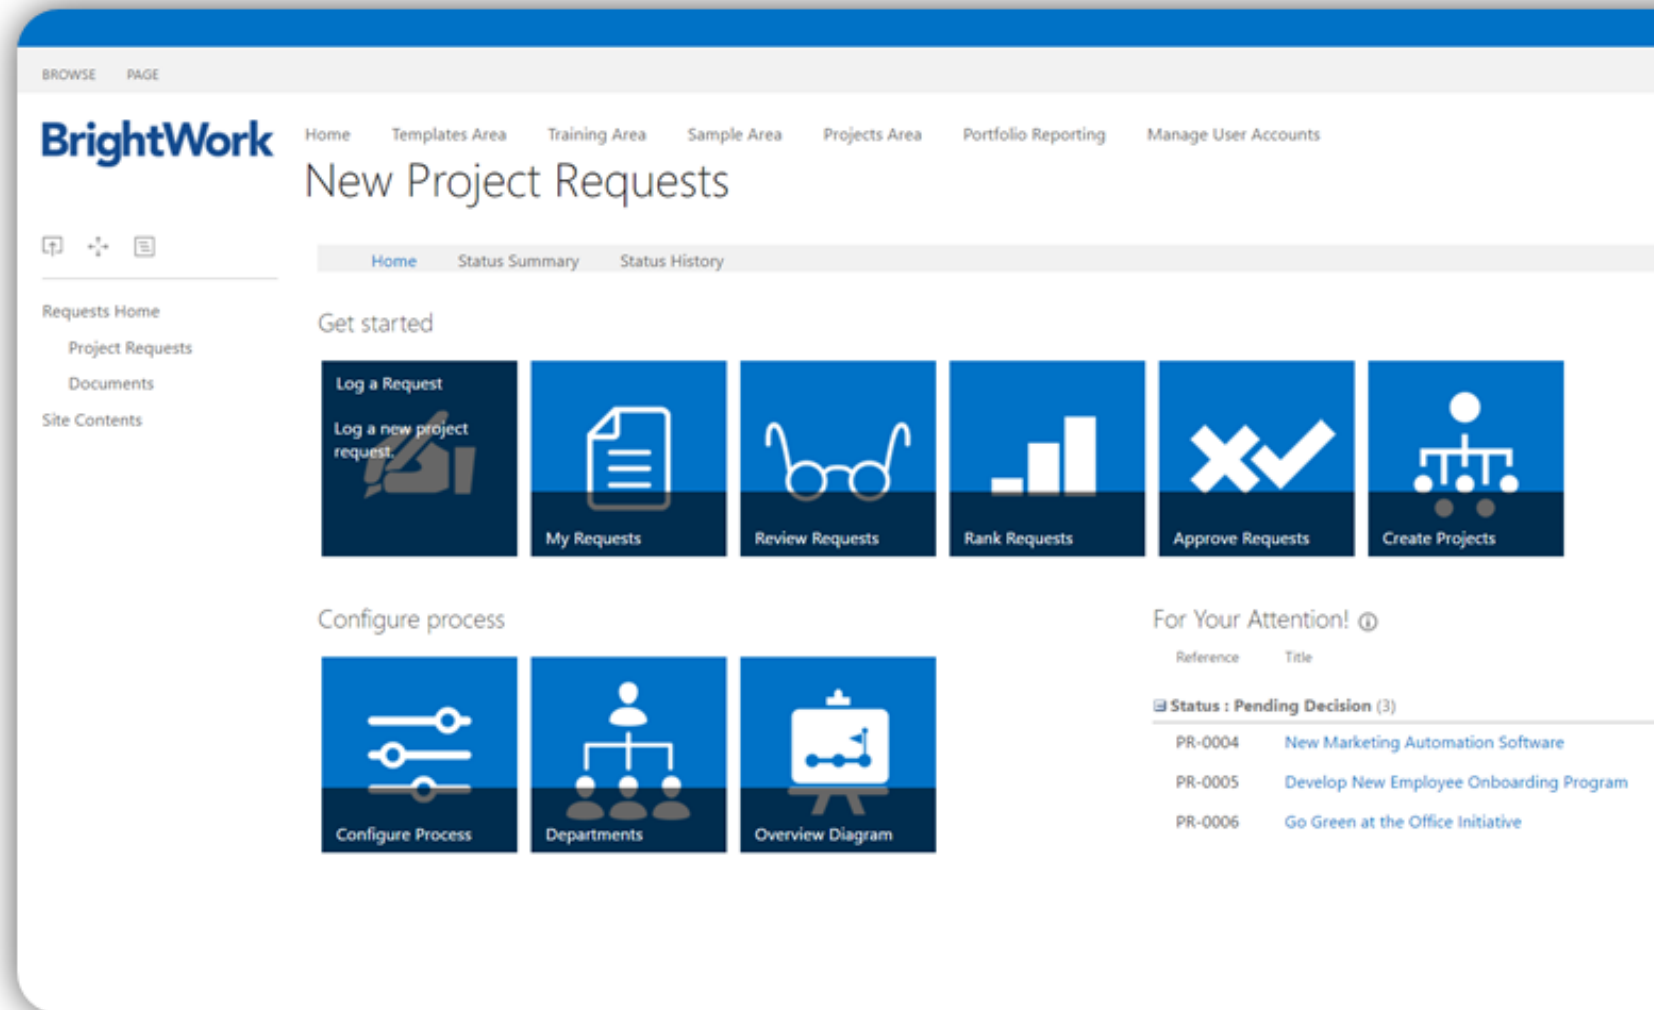 BROWSE PAGE
BrightWork
Home Templates Area Training Area Sample Area Projects Area Portfolio Reporting Manage User Accounts
New Project Requests
Home Status Summary Status History
Requests Home
Project Requests
Documents
Site Contents
Get started
Log a Request
Log a new project
request.
My Requests
Review Requests
Rank Requests
Approve Requests
Create Projects
Configure process
Configure Process
Departments
Overview Diagram
For Your Attention!
Reference Title
Status : Pending Decision (3)
PR-0004 New Marketing Automation Software
PR-0005 Develop New Employee Onboarding Program
PR-0006 Go Green at the Office Initiative